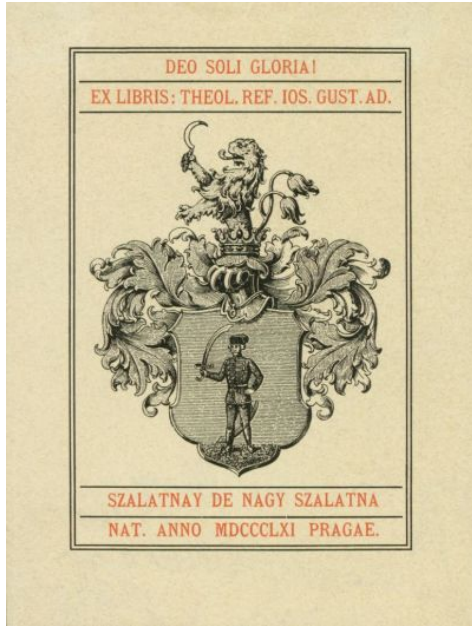 DEO SOLI GLORIA!
EX LIBRIS: THEOL. REF. IOS. GUST. AD.
SZALATNAY DE NAGY SZALATNA
NAT. ANNO MDCCCLXI PRAGAE.